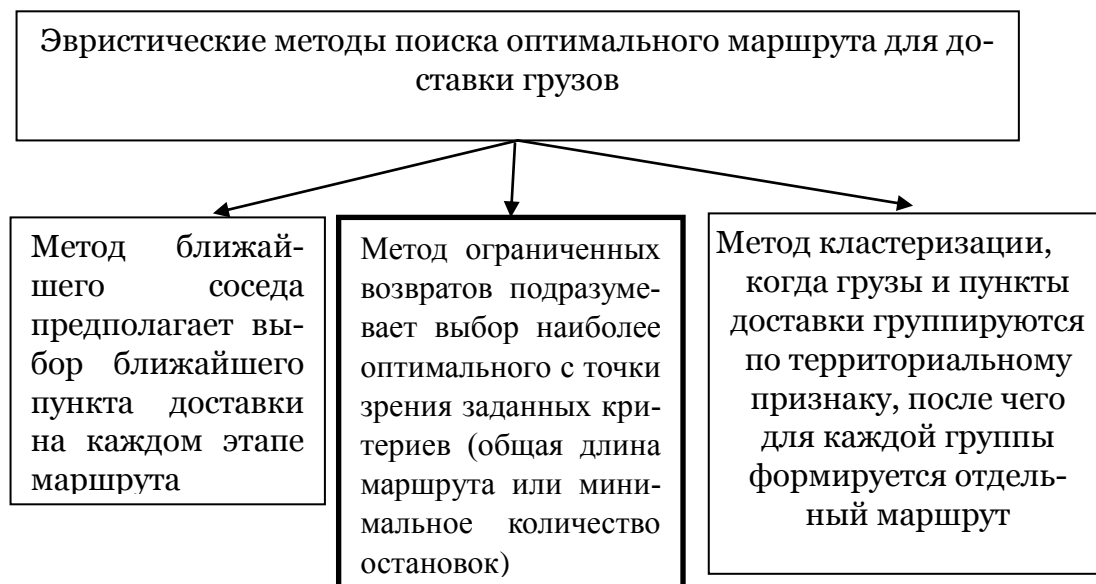 Эвристические методы поиска оптимального маршрута для до-
ставки грузов
Метод ближай-
шего соседа
предполагает вы-
бор ближайшего
пункта доставки
на каждом этапе
маршрута
Метод ограниченных
возвратов подразуме-
вает выбор наиболее
оптимального с точки
зрения заданных кри-
териев (общая длина
маршрута или мини-
мальное количество
остановок)
Метод кластеризации,
когда грузы и пункты
доставки группируются
по территориальному
признаку, после чего
для каждой группы
формируется отдель-
ный маршрут